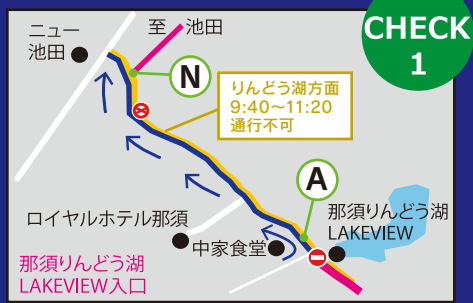 CHECK
1
ニュー
池田
至 池田
N
りんどう湖方面
9:40〜11:20
通行不可
A
那須りんどう湖
LAKEVIEW
ロイヤルホテル那須
中家食堂
那須りんどう湖
LAKEVIEW入口